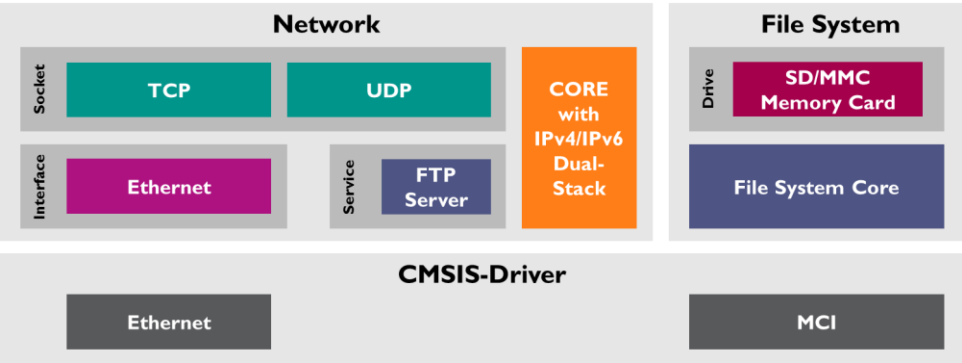 Network
Socket
TCP
UDP
CORE
with
IPv4/IPv6
Dual-
Stack
Interface
Ethernet
Service
FTP
Server
File System
Drive
SD/MMC
Memory Card
File System Core
CMSIS-Driver
Ethernet
MCI